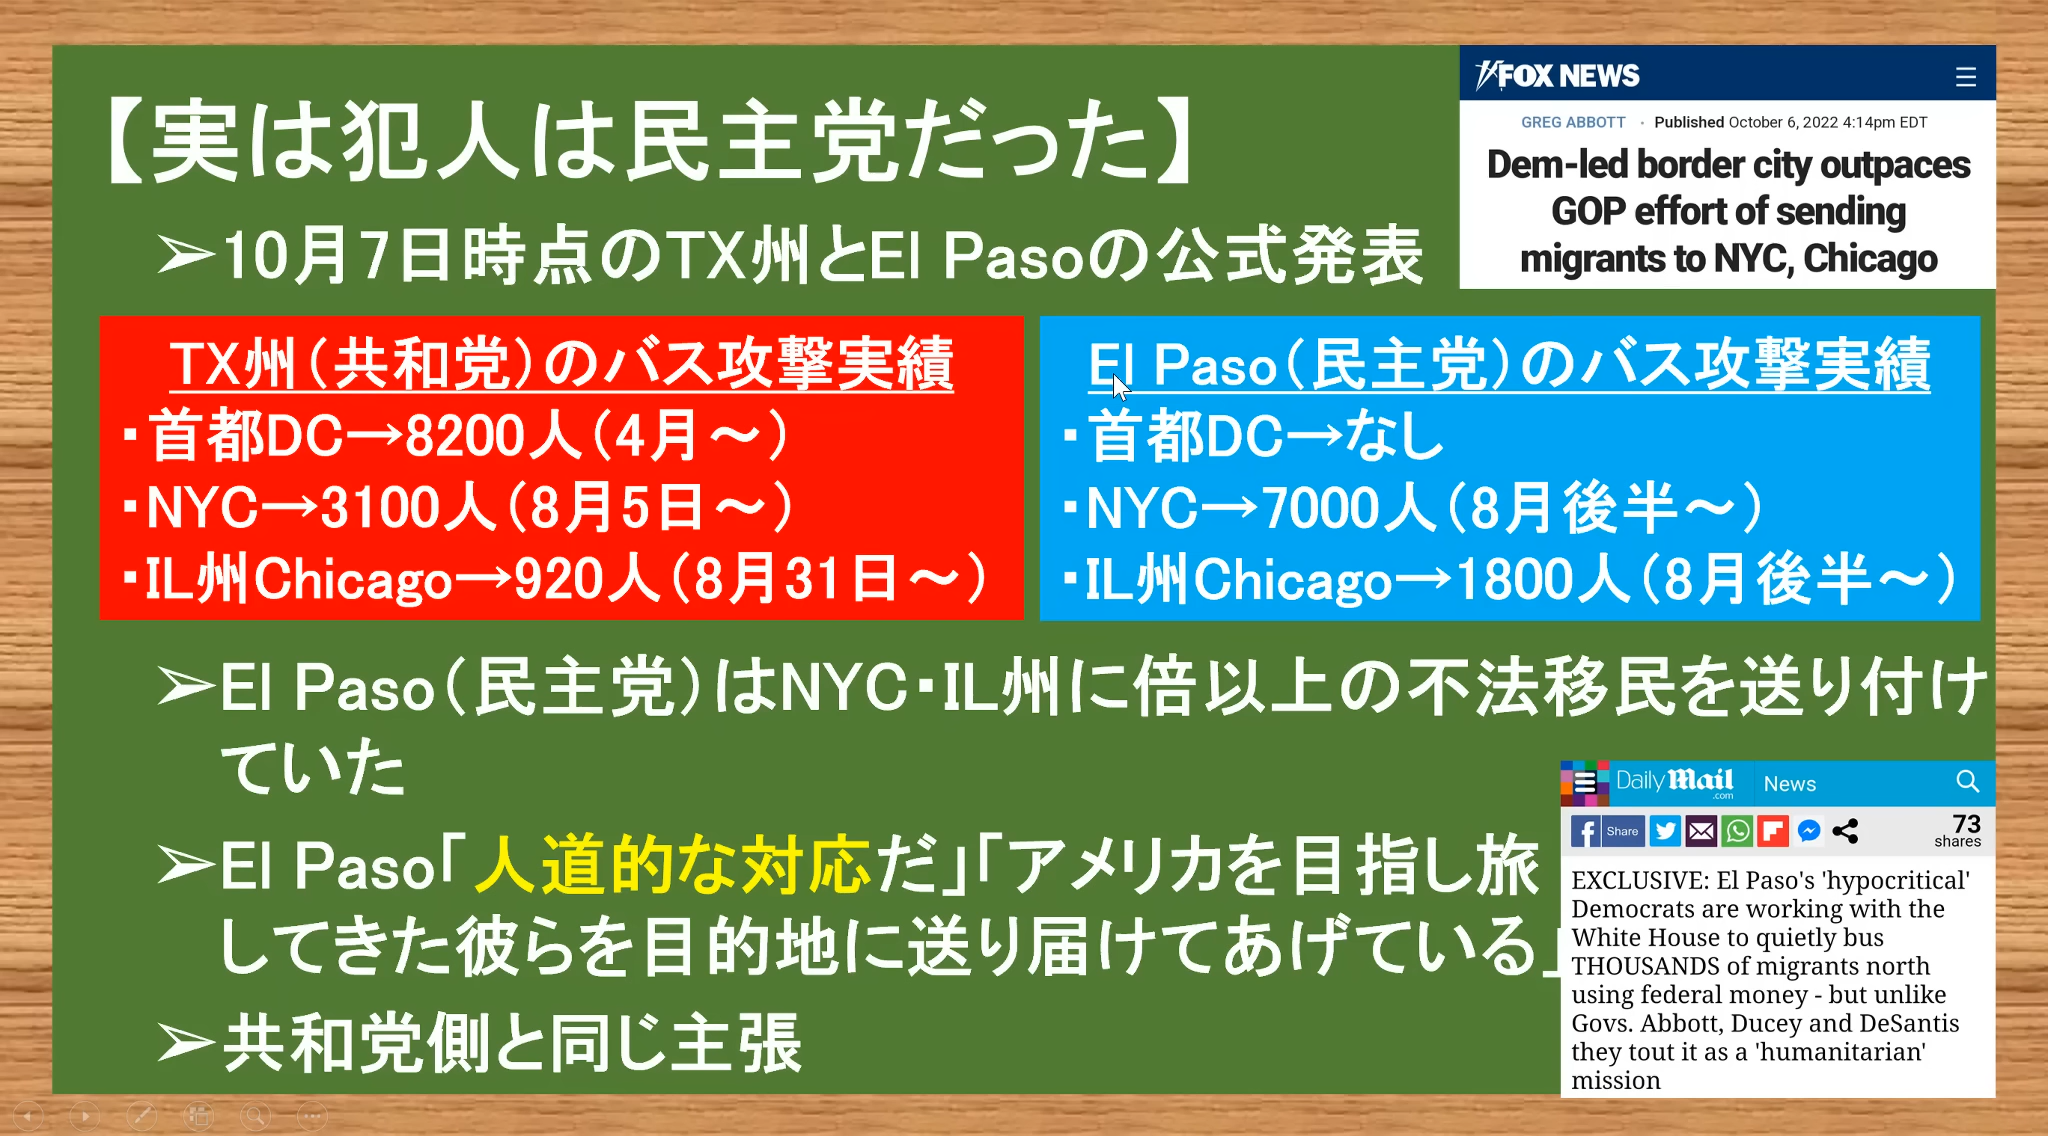 【実は犯人は民主党だった】
➢10月7日時点のTX州とEl Pasoの公式発表
FOX NEWS
GREG ABBOTT · Published October 6, 2022 4:14pm EDT
Dem-led border city outpaces
GOP effort of sending
migrants to NYC, Chicago
TX州（共和党）のバス攻撃実績
・首都DC→8200人（4月～）
・NYC→3100人（8月5日～）
・IL州Chicago→920人（8月31日～）
El Paso（民主党）のバス攻撃実績
・首都DC→なし
・NYC→7000人（8月後半～）
・IL州Chicago→1800人（8月後半～）
➢El Paso（民主党）はNYC・IL州に倍以上の不法移民を送り付け
ていた
➢El Paso「人道的な対応だ」「アメリカを目指し旅
してきた彼らを目的地に送り届けてあげている」
➢共和党側と同じ主張
Daily Mail .com News
Share
73
shares
EXCLUSIVE: El Paso's 'hypocritical'
Democrats are working with the
White House to quietly bus
THOUSANDS of migrants north
using federal money - but unlike
Govs. Abbott, Ducey and DeSantis
they tout it as a 'humanitarian'
mission